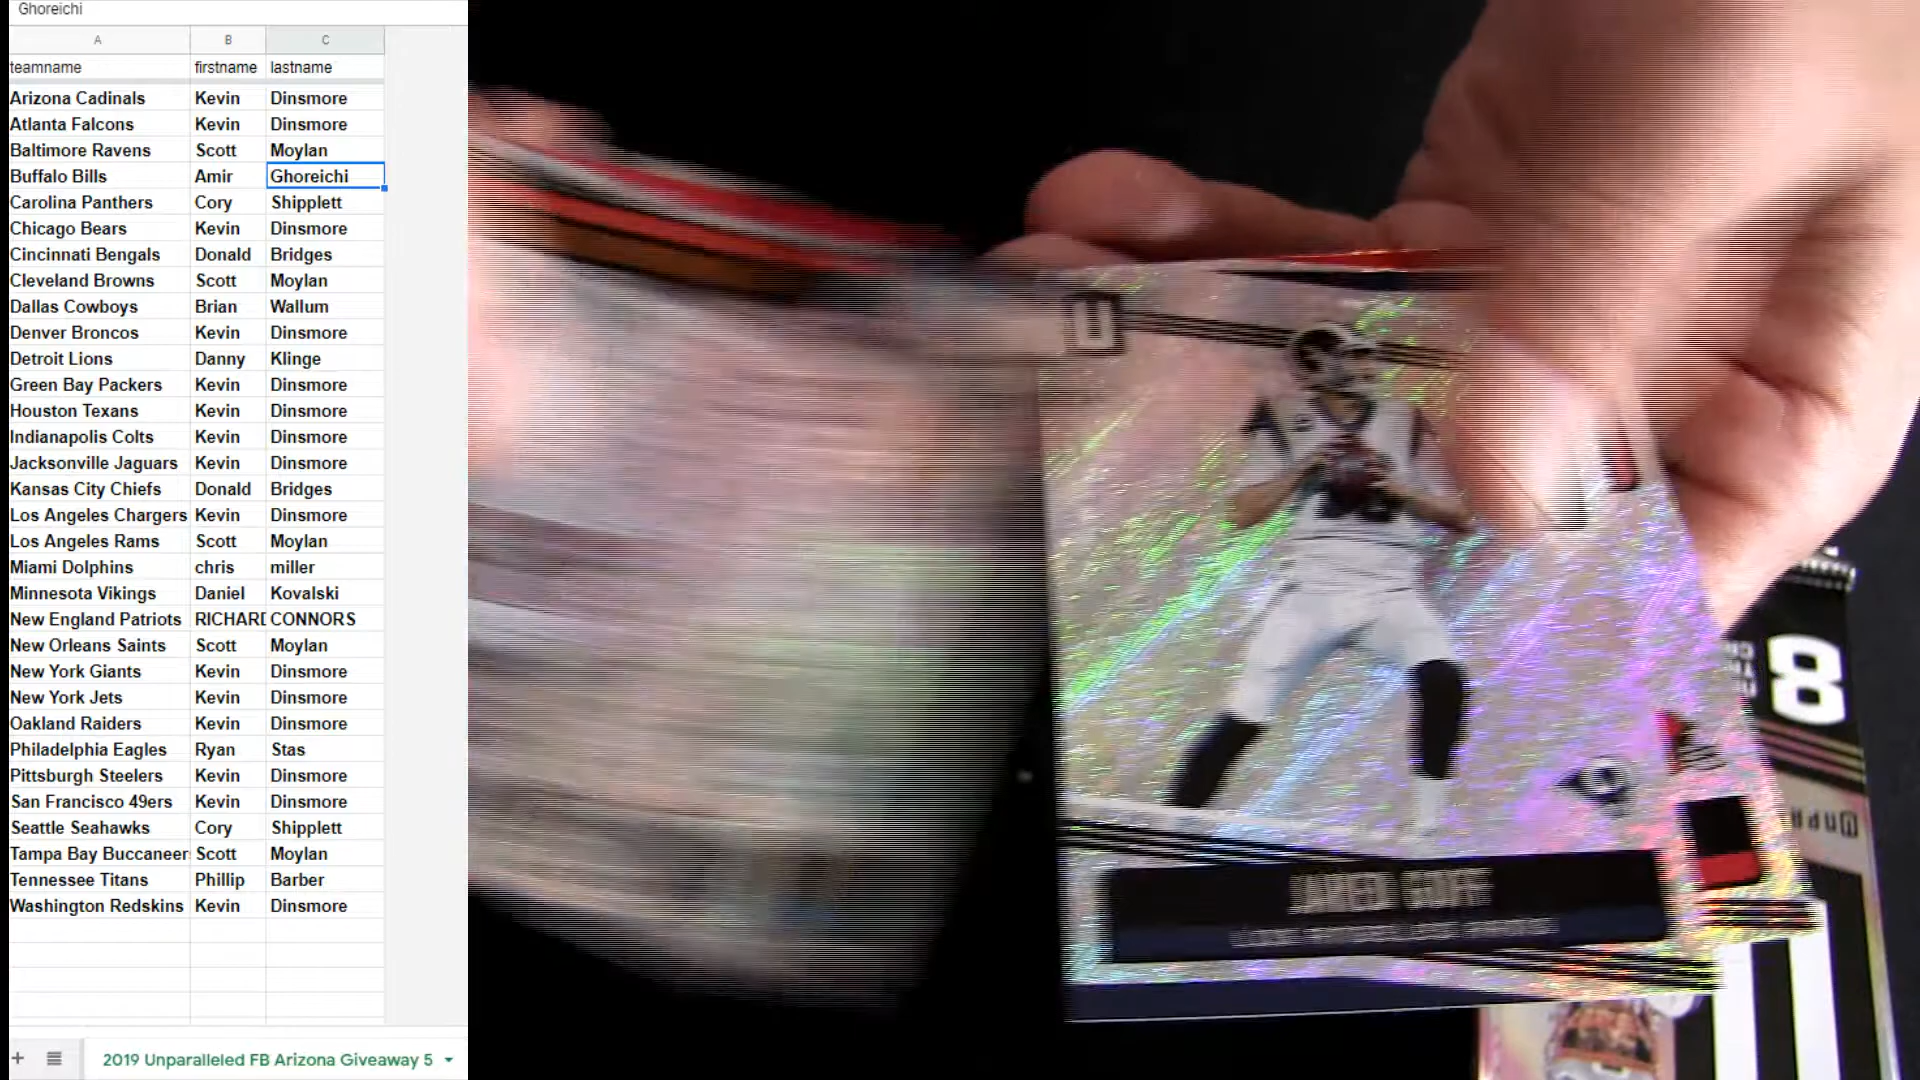 Ghoreichi
A B C
teamname firstname lastname
Arizona Cadinals Kevin Dinsmore
Atlanta Falcons Kevin Dinsmore
Baltimore Ravens Scott Moylan
Buffalo Bills Amir Ghoreichi
Carolina Panthers Cory Shipplett
Chicago Bears Kevin Dinsmore
Cincinnati Bengals Donald Bridges
Cleveland Browns Scott Moylan
Dallas Cowboys Brian Wallum
Denver Broncos Kevin Dinsmore
Detroit Lions Danny Klinge
Green Bay Packers Kevin Dinsmore
Houston Texans Kevin Dinsmore
Indianapolis Colts Kevin Dinsmore
Jacksonville Jaguars Kevin Dinsmore
Kansas City Chiefs Donald Bridges
Los Angeles Chargers Kevin Dinsmore
Los Angeles Rams Scott Moylan
Miami Dolphins chris miller
Minnesota Vikings Daniel Kovalski
New England Patriots RICHARD CONNORS
New Orleans Saints Scott Moylan
New York Giants Kevin Dinsmore
New York Jets Kevin Dinsmore
Oakland Raiders Kevin Dinsmore
Philadelphia Eagles Ryan Stas
Pittsburgh Steelers Kevin Dinsmore
San Francisco 49ers Kevin Dinsmore
Seattle Seahawks Cory Shipplett
Tampa Bay Buccaneer Scott Moylan
Tennessee Titans Phillip Barber
Washington Redskins Kevin Dinsmore
2019 Unparalleled FB Arizona Giveaway 5
U
JARED GOFF
LOS ANGELES RAMS
8